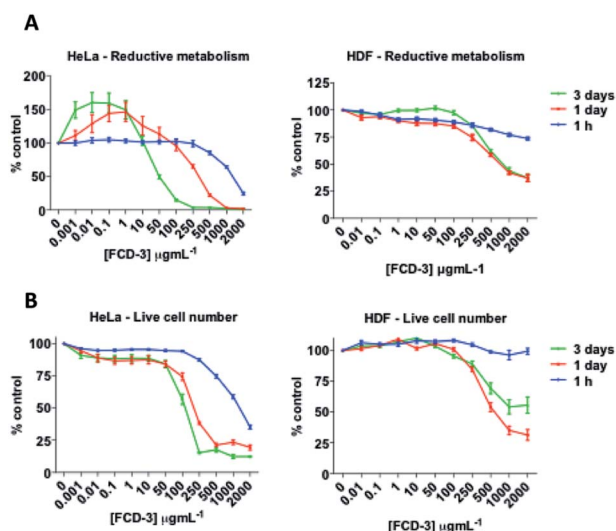 A
HeLa - Reductive metabolism
HDF - Reductive metabolism
200
150
100
50
0
% control
0 0.001 0.01 0.1 1 10 50 100 250 500 1000 2000
[FCD-3] µgmL⁻¹
125
100
75
50
25
0
% control
0 0.01 0.1 1 10 50 100 250 500 1000 2000
[FCD-3] µgmL-1
3 days
1 day
1 h
B
HeLa - Live cell number
HDF - Live cell number
100
75
50
25
0
% control
0 0.001 0.01 0.1 1 10 50 100 250 500 1000 2000
[FCD-3] µgmL⁻¹
100
75
50
25
0
% control
0 0.01 0.1 1 10 50 100 250 500 1000 2000
[FCD-3] µgmL⁻¹
3 days
1 day
1 h